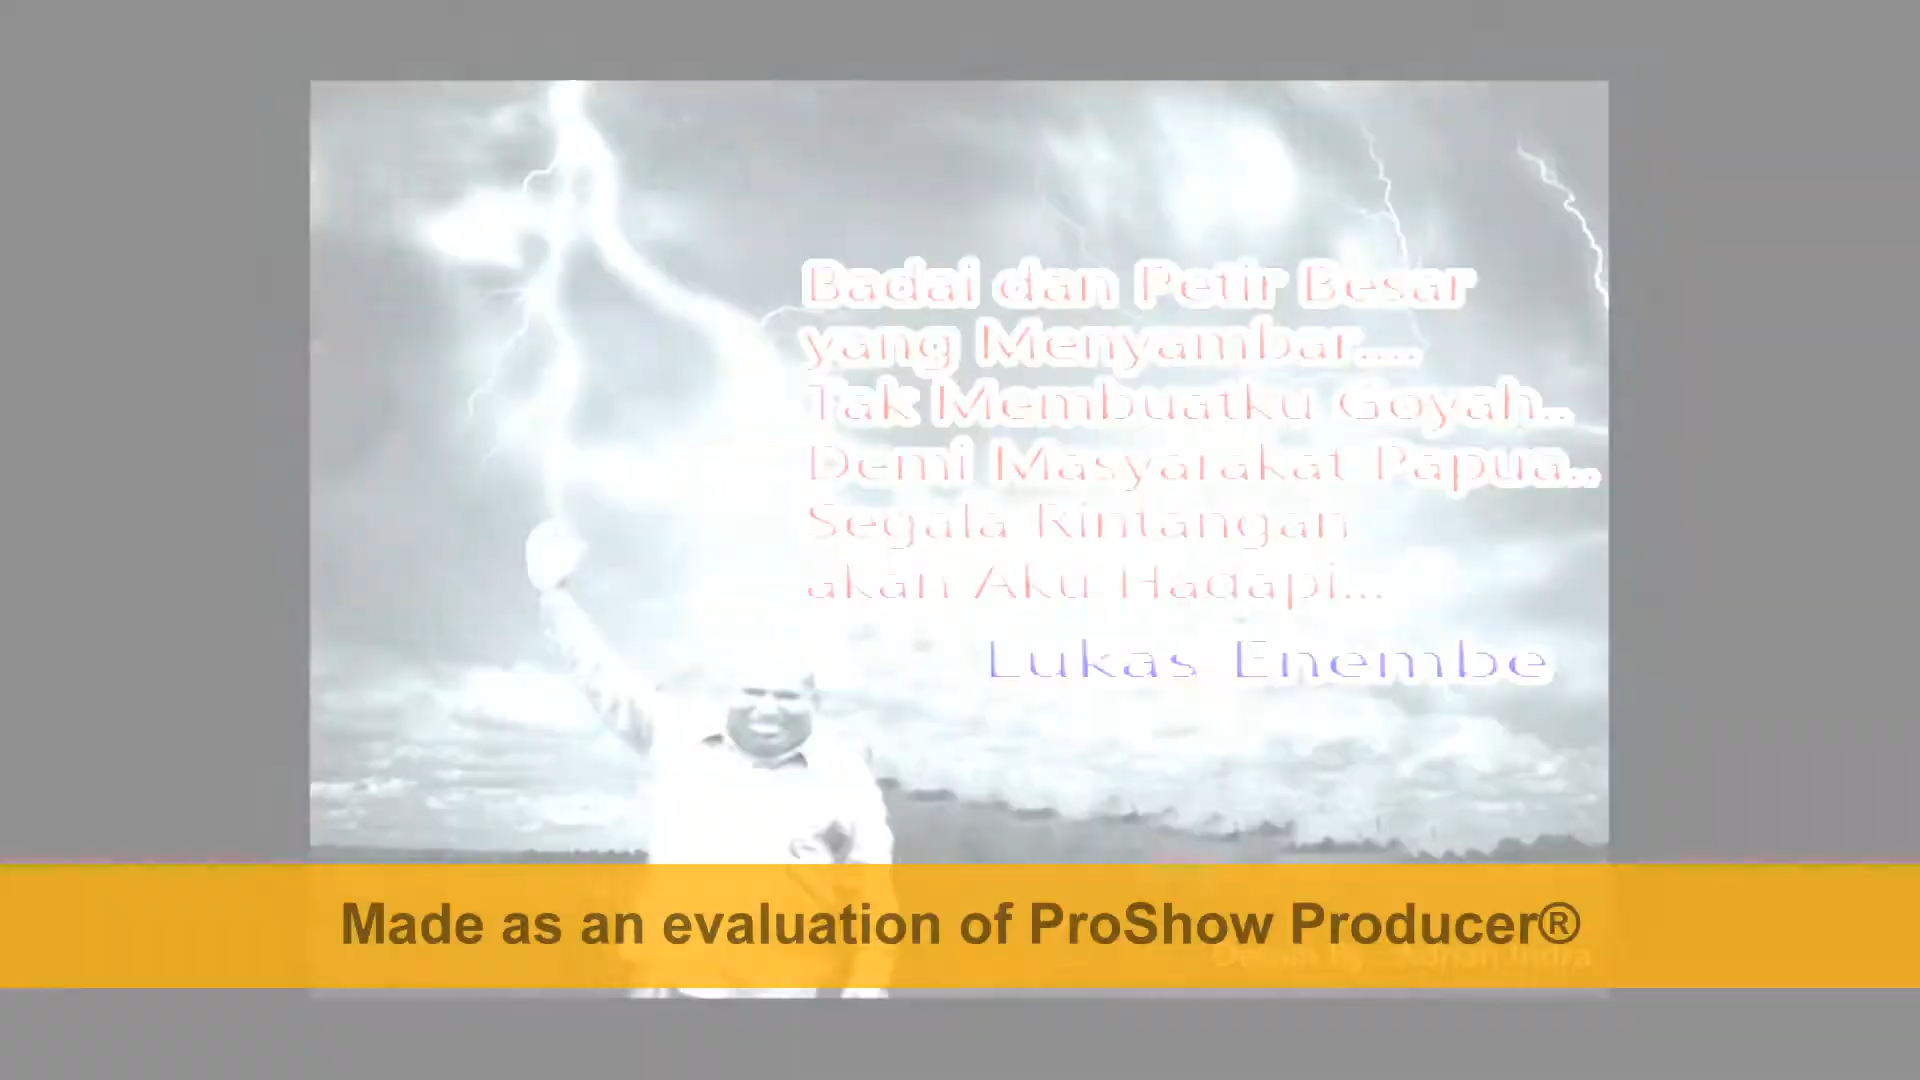 Badai dan Petir Besar
yang Menyambar....
Tak Membuatku Goyah..
Demi Masyarakat Papua..
Segala Rintangan
akan Aku Hadapi...
Lukas Enembe
Made as an evaluation of ProShow Producer®
Indra